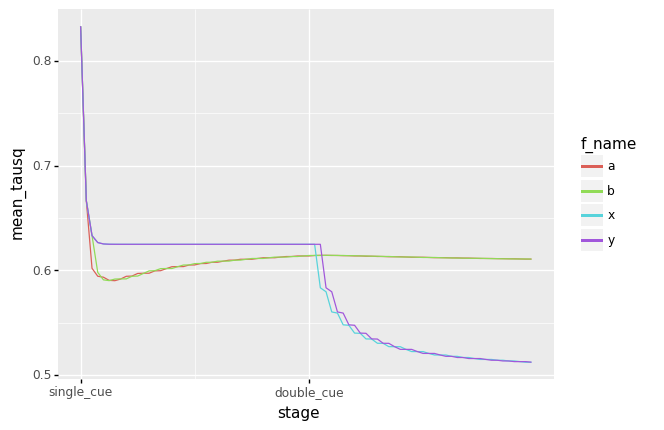 mean_tausq
0.8
0.7
0.6
0.5
single_cue
double_cue
stage
f_name
a
b
x
y